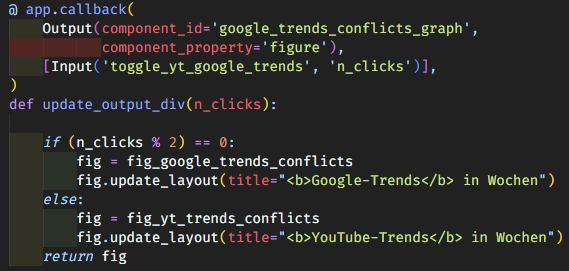 @ app.callback(
    Output(component_id='google_trends_conflicts_graph',
           component_property='figure'),
    [Input('toggle_yt_google_trends', 'n_clicks')],
)
def update_output_div(n_clicks):

    if (n_clicks % 2) == 0:
        fig = fig_google_trends_conflicts
        fig.update_layout(title="<b>Google-Trends</b> in Wochen")
    else:
        fig = fig_yt_trends_conflicts
        fig.update_layout(title="<b>YouTube-Trends</b> in Wochen")
    return fig